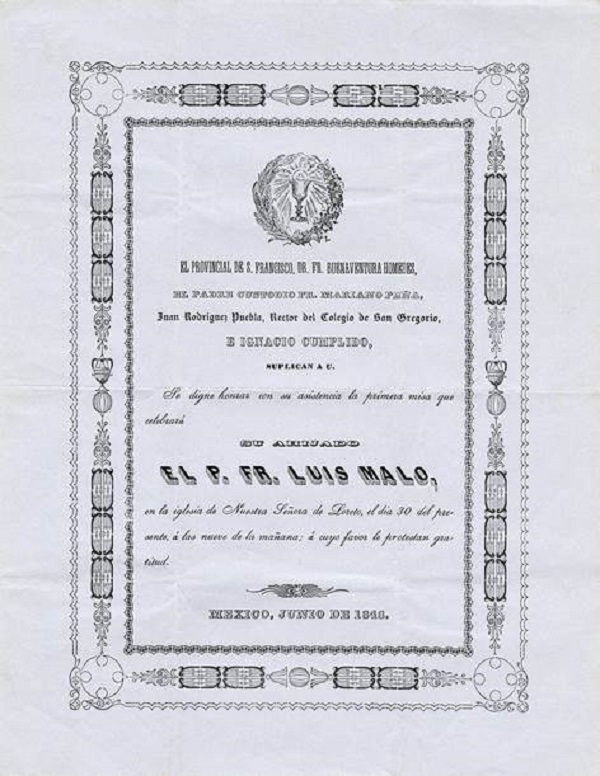 EL PROVINCIAL DE S. FRANCISCO, DR. FR. BUENAVENTURA HOMEDES,
EL PADRE CUSTODIO FR. MARIANO PEÑA,
Juan Rodriguez Puebla, Rector del Colegio de San Gregorio,
E IGNACIO CUMPLIDO,
SUPLICAN A U.
Se digne honrar con su asistencia la primera misa que
celebrará
SU AHIJADO
EL P. FR. LUIS MALO,
en la iglesia de Nuestra Señora de Loreto, el dia 30 del pre-
sente, á las nueve de la mañana; á cuyo favor le protestan gra-
titud.
MEXICO, JUNIO DE